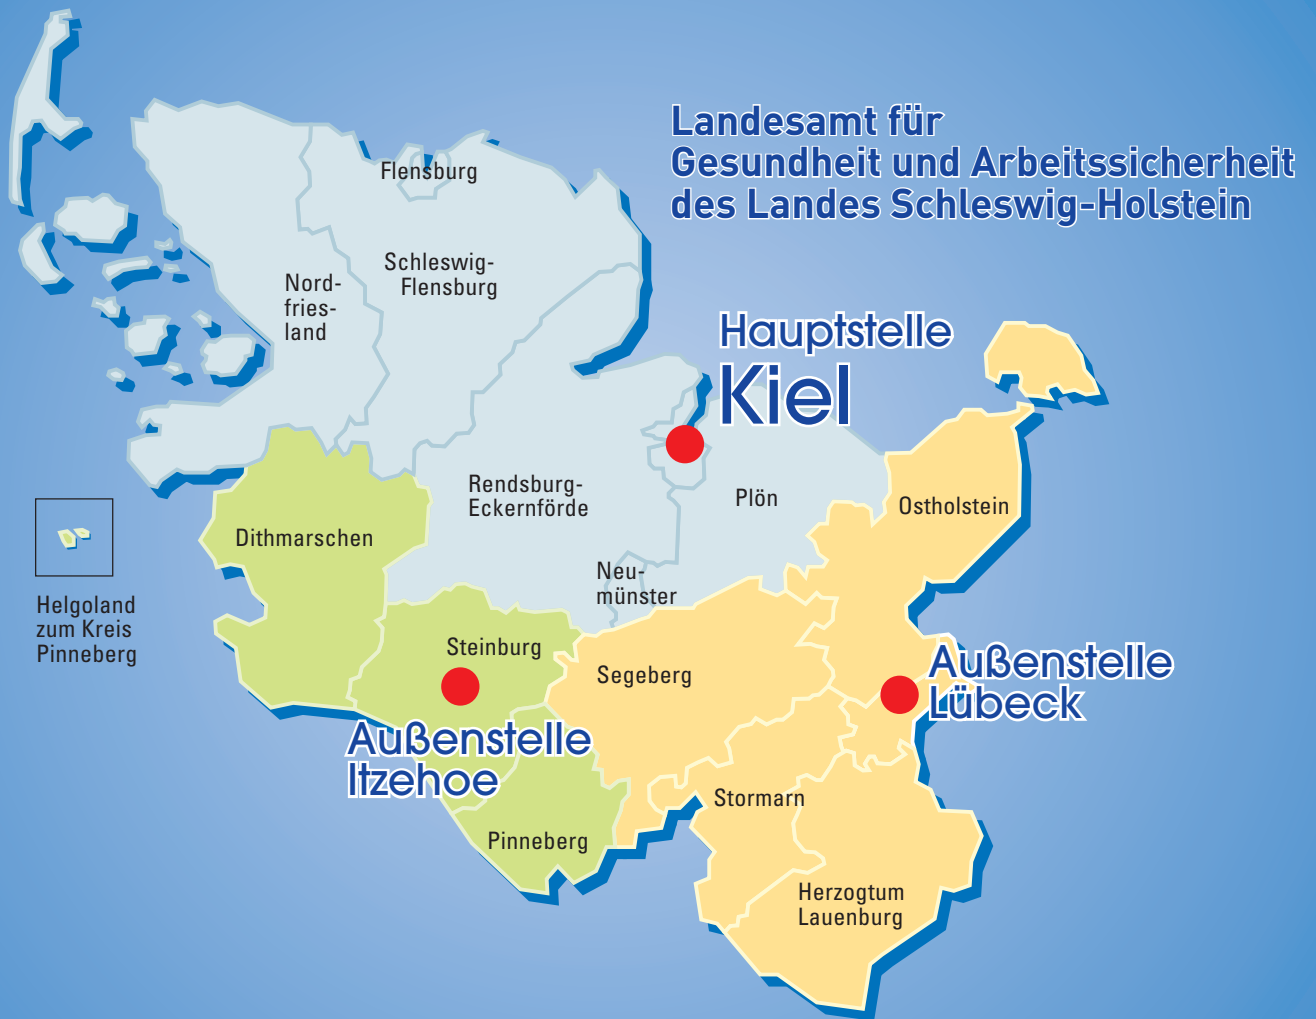 Landesamt für
Gesundheit und Arbeitssicherheit
des Landes Schleswig-Holstein
Flensburg
Schleswig-
Flensburg
Nord-
fries-
land
Hauptstelle
Kiel
Rendsburg-
Eckernförde
Plön
Ostholstein
Dithmarschen
Neu-
münster
Helgoland
zum Kreis
Pinneberg
Steinburg
Segeberg
Außenstelle
Lübeck
Außenstelle
Itzehoe
Stormarn
Pinneberg
Herzogtum
Lauenburg